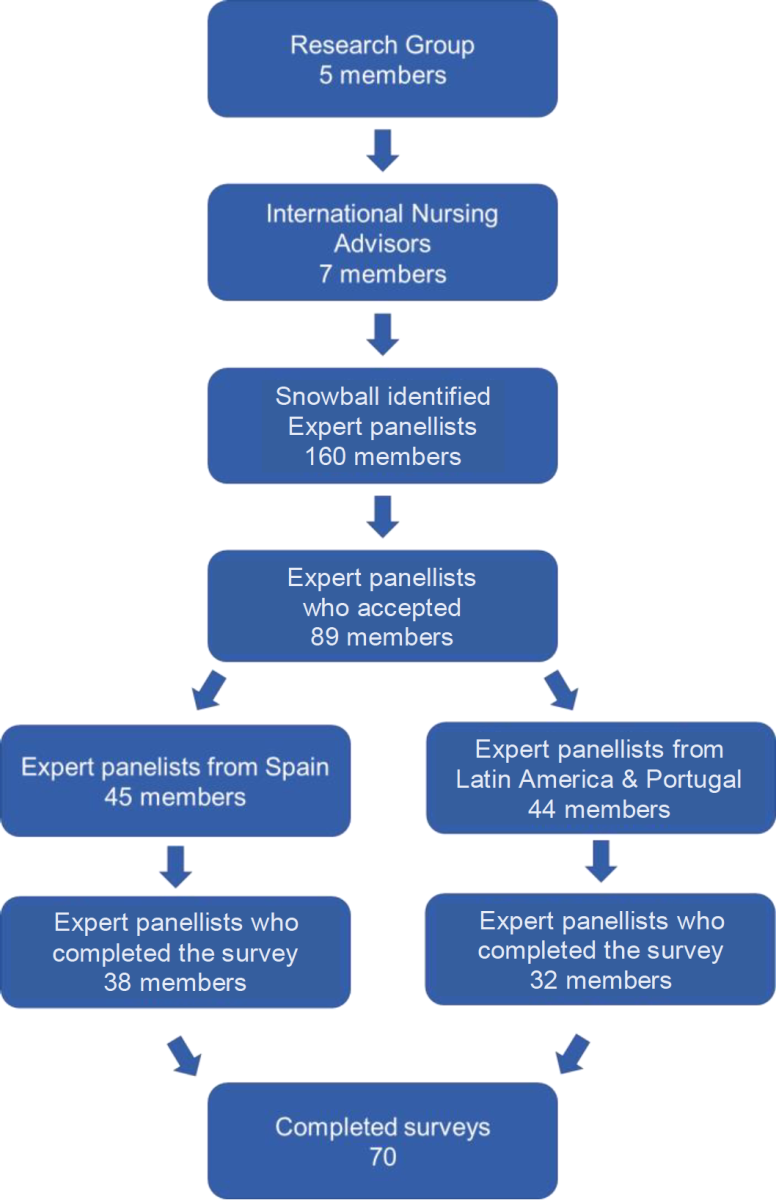 Research Group
5 members
International Nursing
Advisors
7 members
Snowball identified
Expert panellists
160 members
Expert panellists
who accepted
89 members
Expert panelists from Spain
45 members
Expert panellists from
Latin America & Portugal
44 members
Expert panellists who
completed the survey
38 members
Expert panellists who
completed the survey
32 members
Completed surveys
70